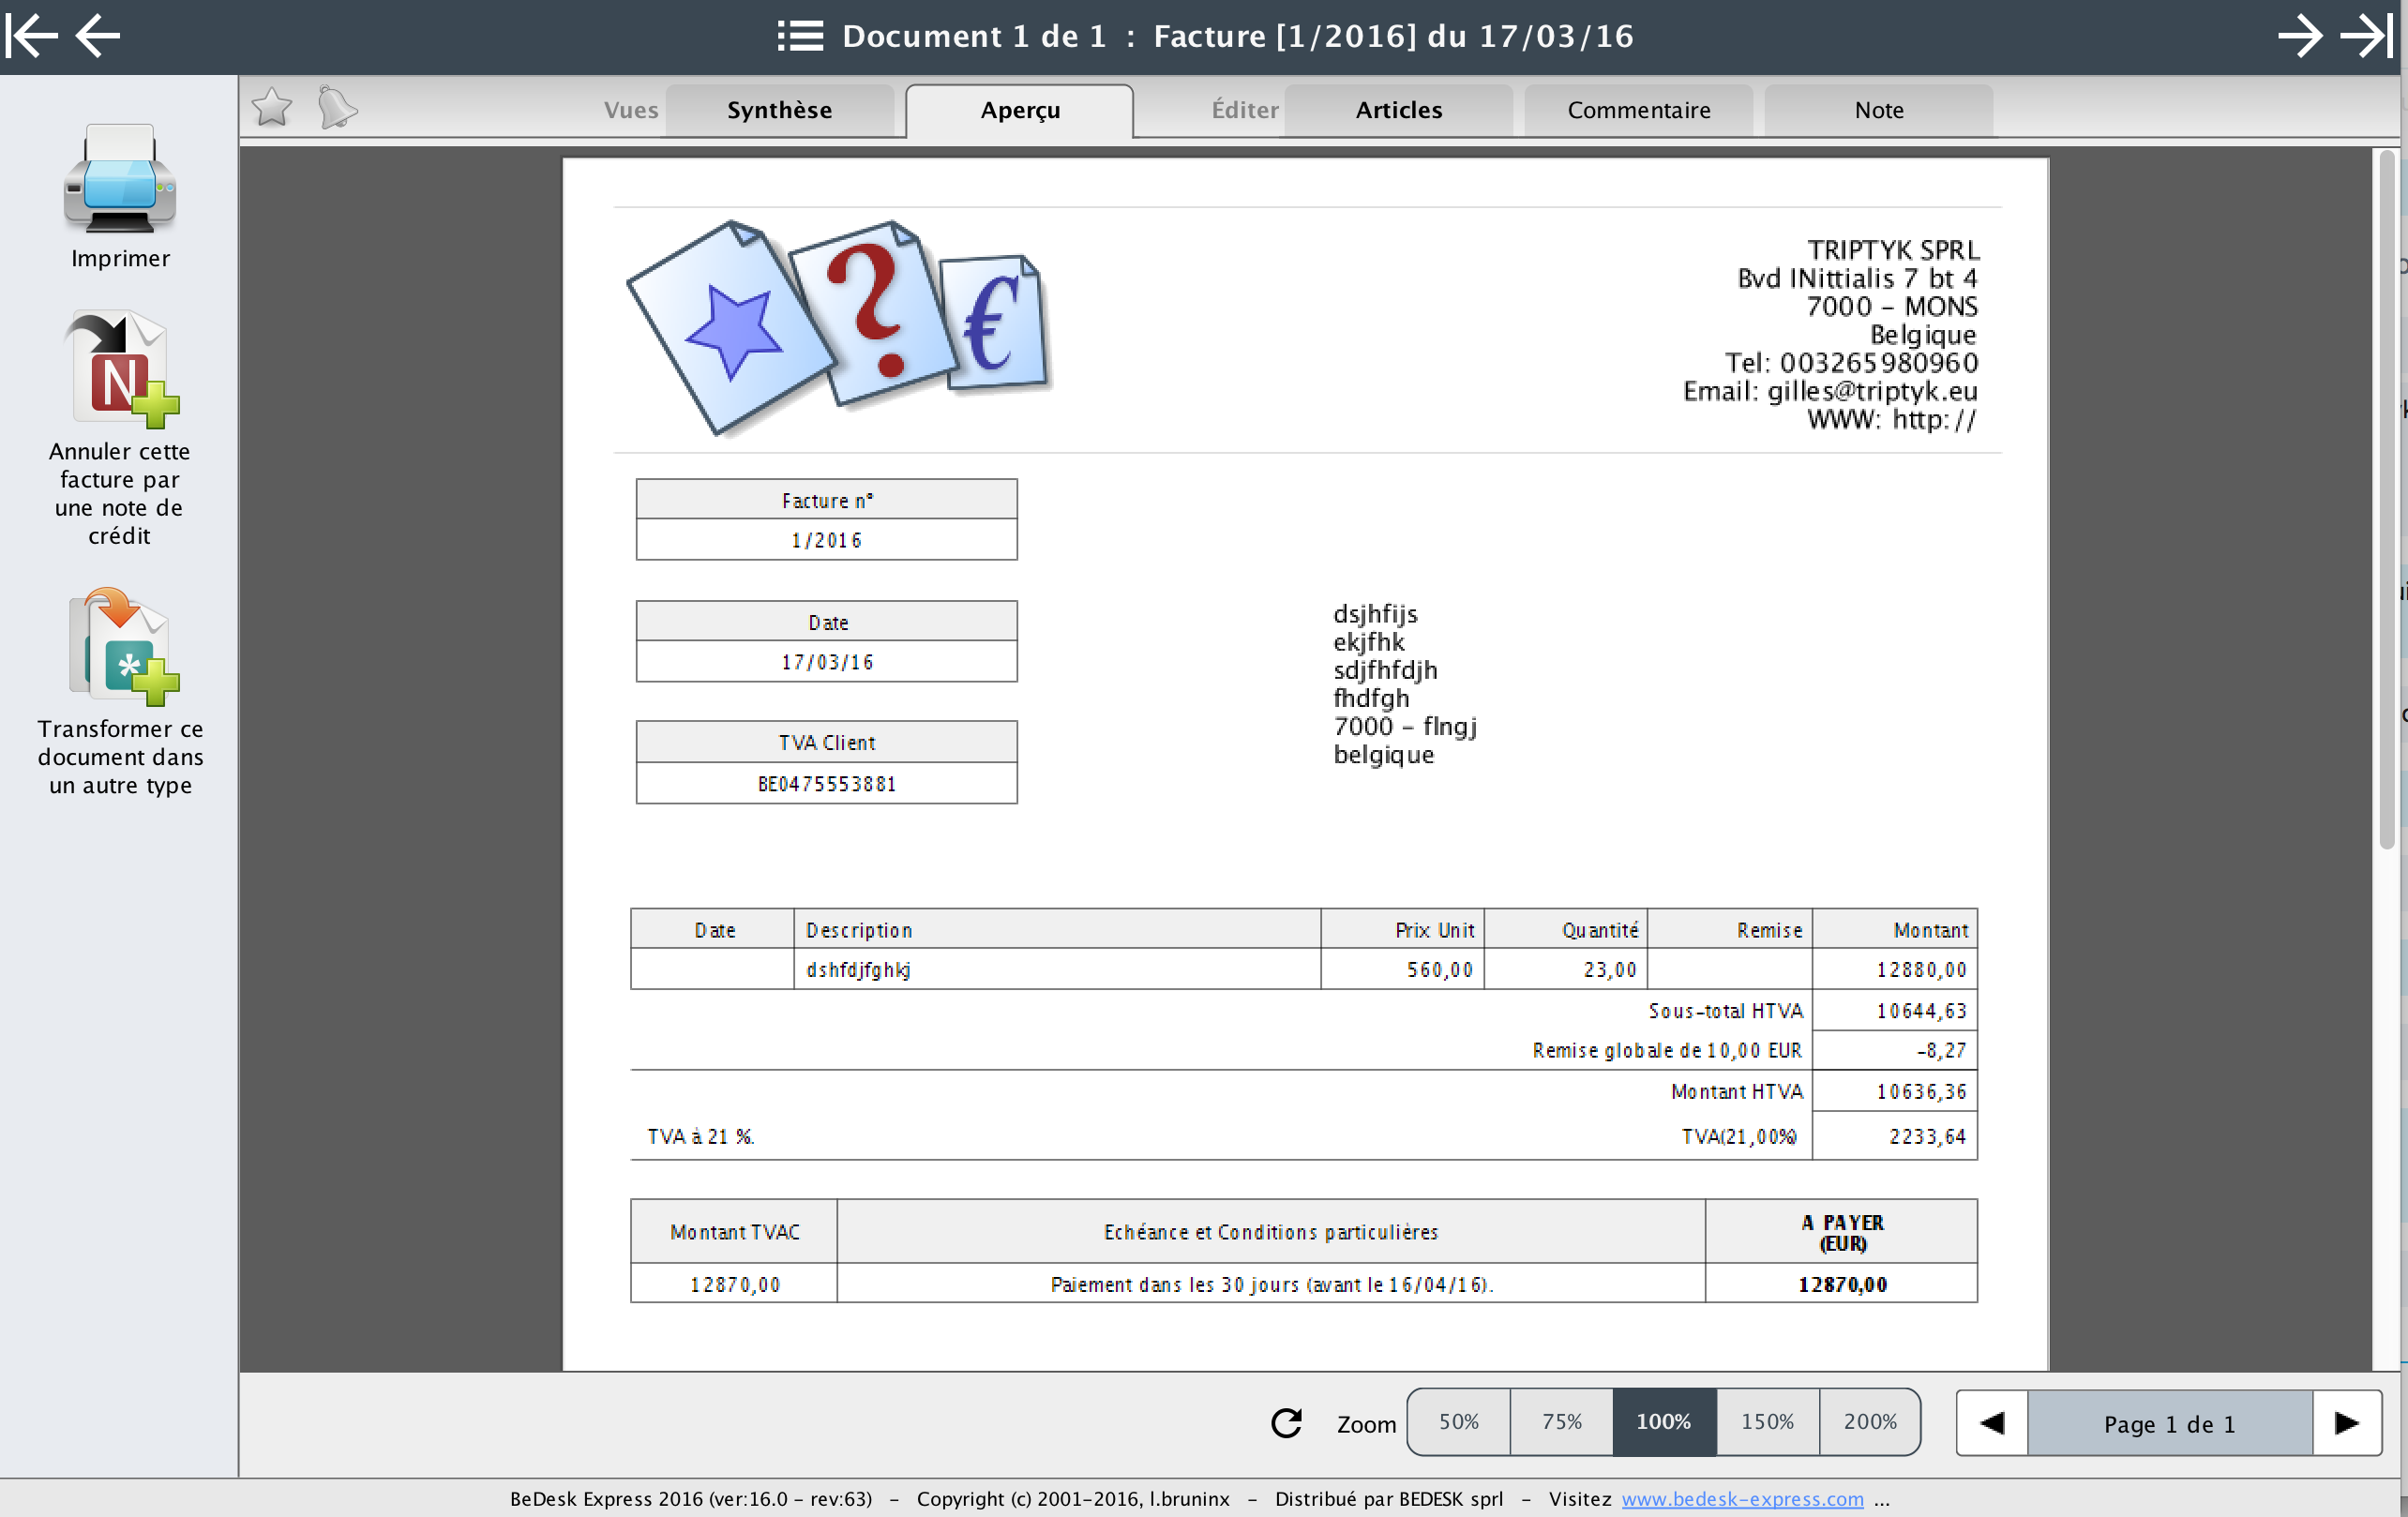 Document 1 de 1 : Facture [1/2016] du 17/03/16
Vues Synthèse Aperçu Éditer Articles Commentaire Note
Imprimer
Annuler cette
facture par
une note de
crédit
Transformer ce
document dans
un autre type
?
€
TRIPTYK SPRL
Bvd INittialis 7 bt 4
7000 - MONS
Belgique
Tel: 003265980960
Email: gilles@triptyk.eu
WWW: http://
Facture n°
1/2016
Date
17/03/16
TVA Client
BE0475553881
dsjhfijs
ekjfhk
sdjfhfdjh
fhdfgh
7000 - flngj
belgique
Date Description Prix Unit Quantité Remise Montant
dshfdjfghkj 560,00 23,00 12880,00
Sous-total HTVA 10644,63
Remise globale de 10,00 EUR -8,27
Montant HTVA 10636,36
TVA à 21 %. TVA(21,00%) 2233,64
Montant TVAC Echéance et Conditions particulières A PAYER
(EUR)
12870,00 Paiement dans les 30 jours (avant le 16/04/16). 12870,00
Zoom 50% 75% 100% 150% 200% Page 1 de 1
BeDesk Express 2016 (ver:16.0 - rev:63) - Copyright (c) 2001-2016, l.bruninx - Distribué par BEDESK sprl - Visitez www.bedesk-express.com ...